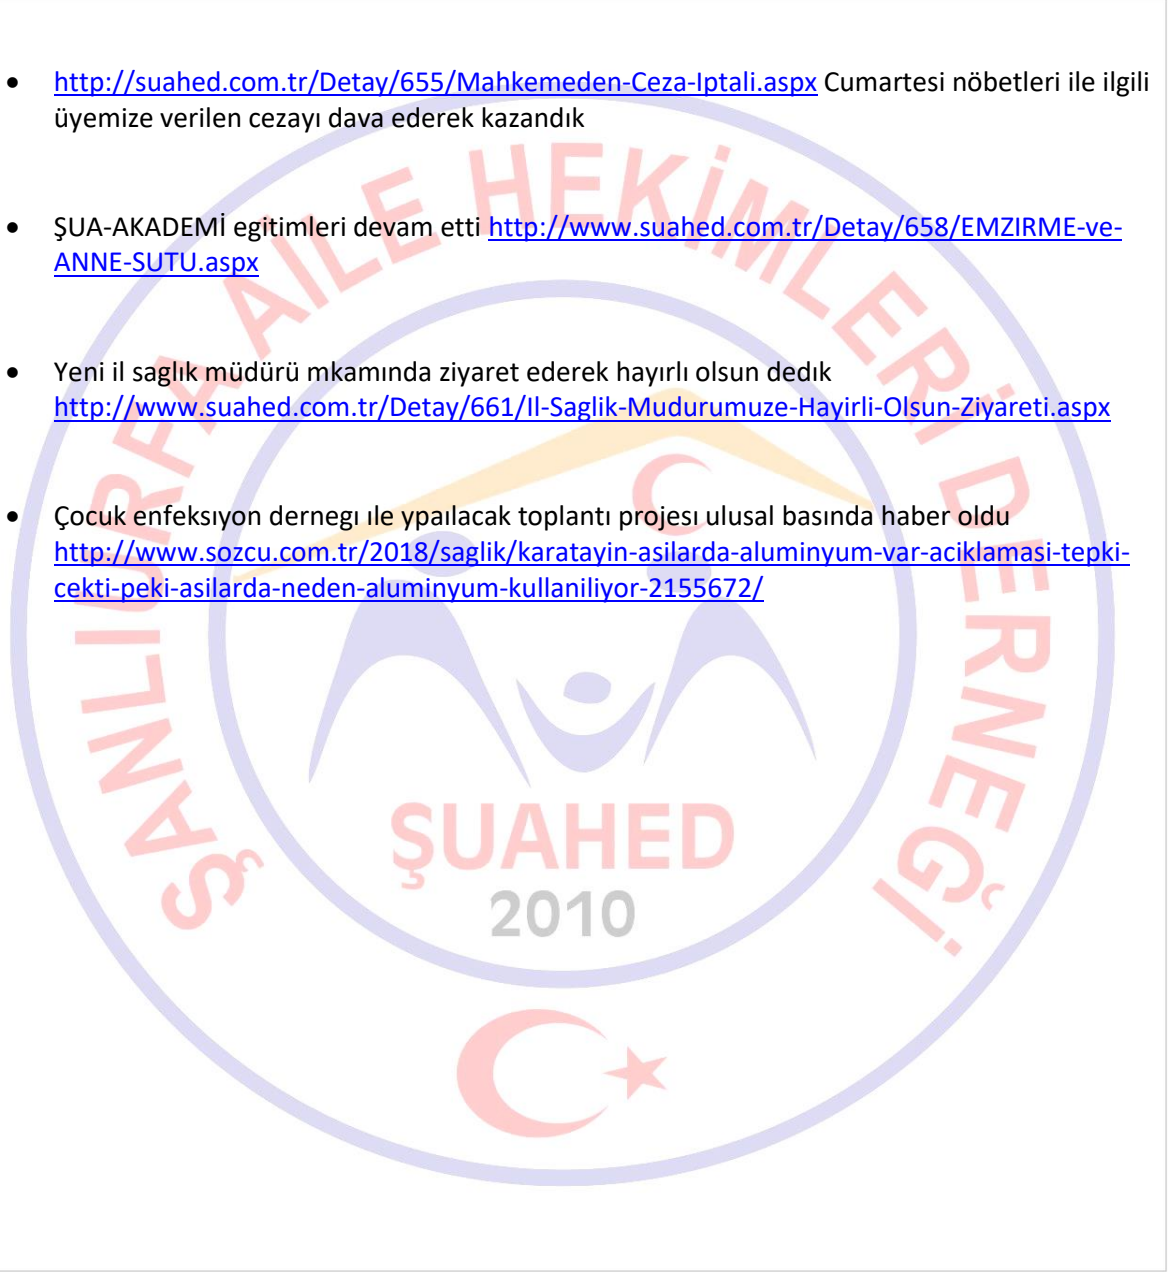 http://suahed.com.tr/Detay/655/Mahkemeden-Ceza-Iptali.aspx Cumartesi nöbetleri ile ilgili
üyemize verilen cezayı dava ederek kazandık
ŞUA-AKADEMİ egitimleri devam etti http://www.suahed.com.tr/Detay/658/EMZIRME-ve-
ANNE-SUTU.aspx
Yeni il saglık müdürü mkamında ziyaret ederek hayırlı olsun dedık
http://www.suahed.com.tr/Detay/661/Il-Saglik-Mudurumuze-Hayirli-Olsun-Ziyareti.aspx
Çocuk enfeksıyon dernegı ıle ypaılacak toplantı projesı ulusal basında haber oldu
http://www.sozcu.com.tr/2018/saglik/karatayin-asilarda-aluminyum-var-aciklamasi-tepki-
cekti-peki-asilarda-neden-aluminyum-kullaniliyor-2155672/
ŞANLIURFA AİLE HEKİMLERİ DERNEĞİ
ŞUAHED
2010